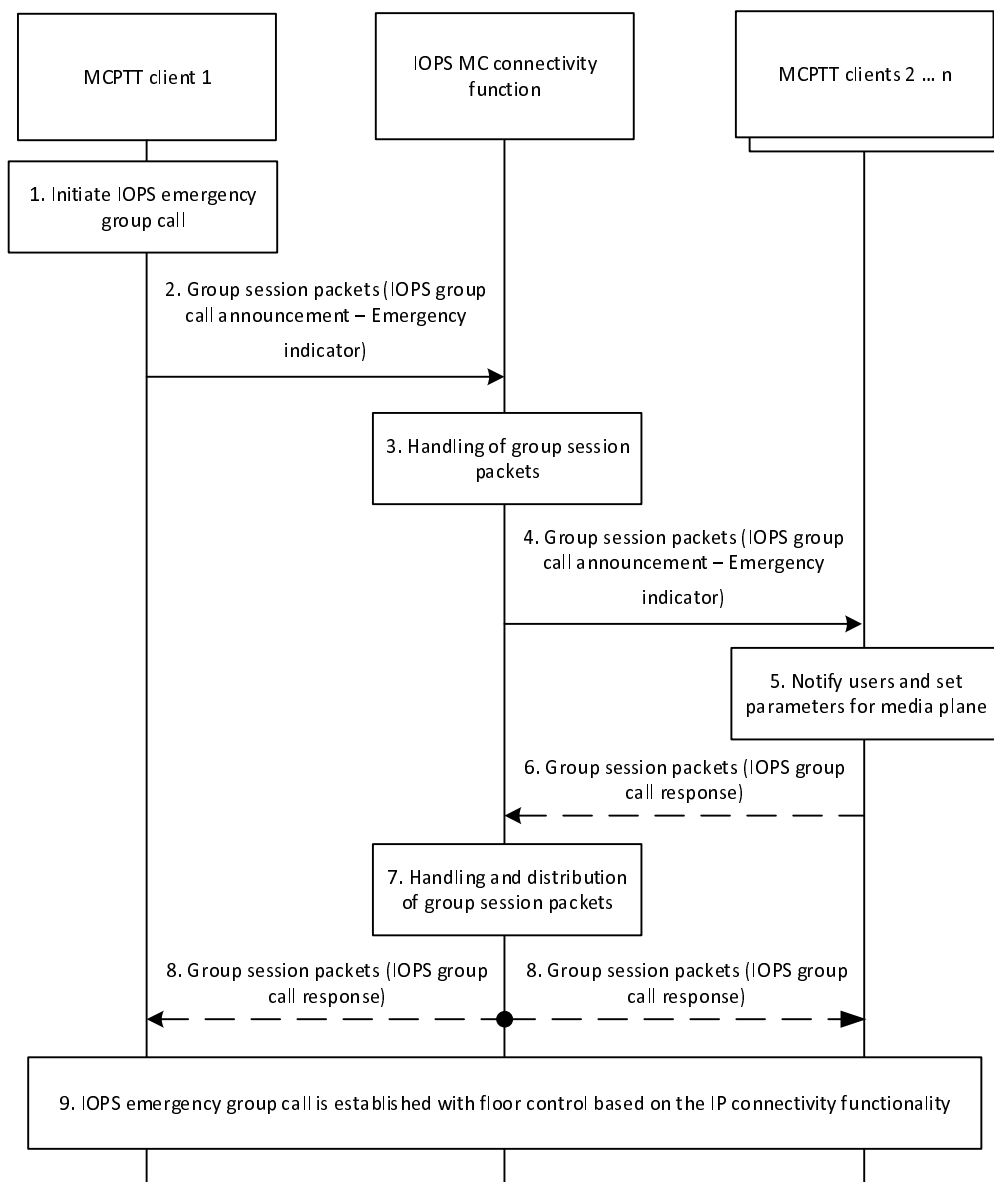 MCPTT client 1
IOPS MC connectivity
function
MCPTT clients 2 ... n
1. Initiate IOPS emergency
group call
2. Group session packets (IOPS group
call announcement – Emergency
indicator)
3. Handling of group session
packets
4. Group session packets (IOPS group
call announcement – Emergency
indicator)
5. Notify users and set
parameters for media plane
6. Group session packets (IOPS group
call response)
7. Handling and distribution
of group session packets
8. Group session packets (IOPS group
call response)
8. Group session packets (IOPS group
call response)
9. IOPS emergency group call is established with floor control based on the IP connectivity functionality